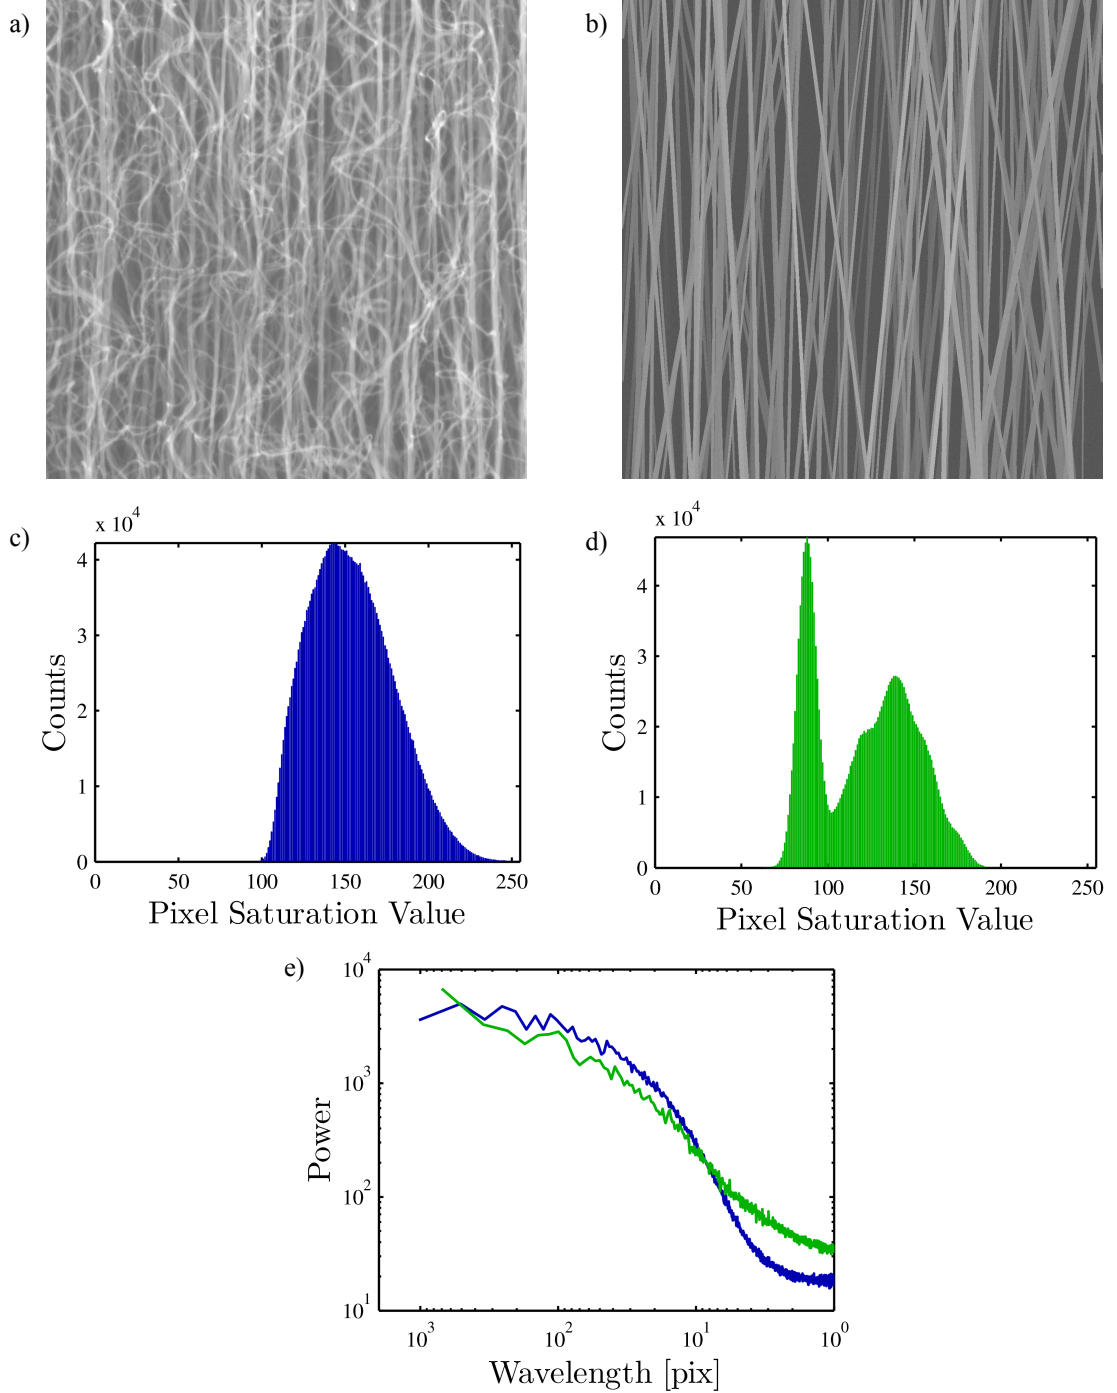 a)
b)
c)
x 10^4
4
3
2
1
0
0 50 100 150 200 250
Counts
Pixel Saturation Value
d)
x 10^4
4
3
2
1
0
0 50 100 150 200 250
Counts
Pixel Saturation Value
e)
10^4
10^3
10^2
10^1
10^3 10^2 10^1 10^0
Power
Wavelength [pix]